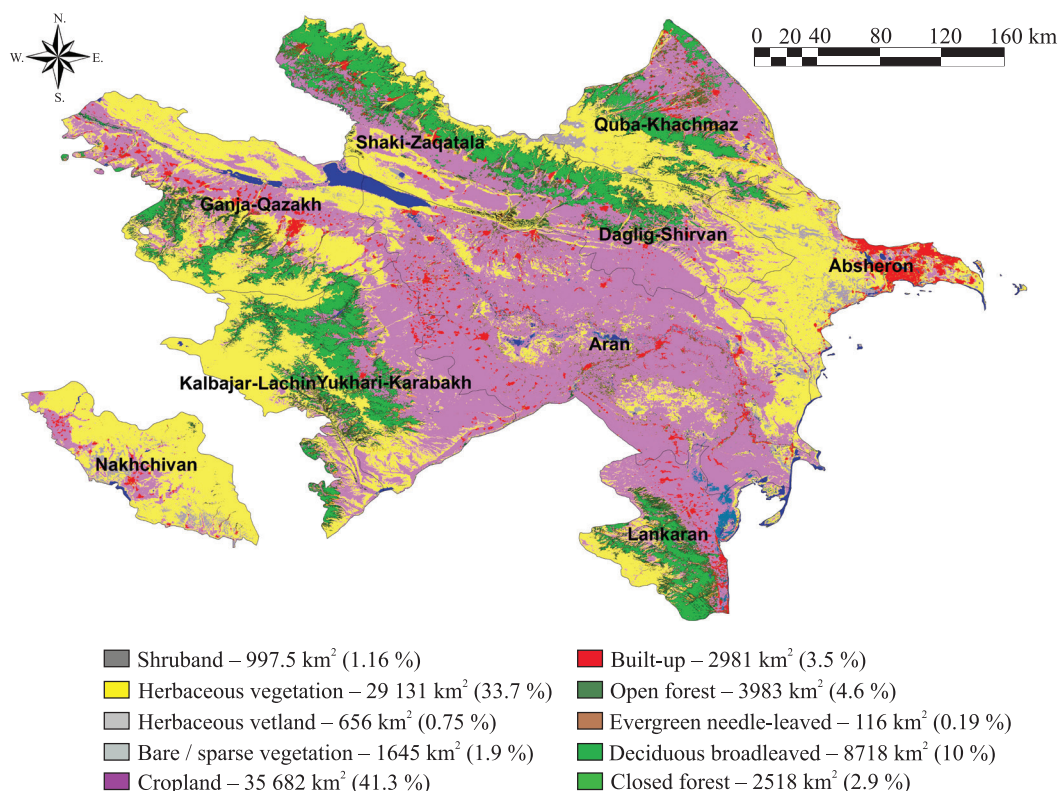 N.
W.
E.
S.
0 20 40 80 120 160 km
Quba-Khachmaz
Shaki-Zaqatala
Ganja-Qazakh
Daglig-Shirvan
Absheron
Aran
Kalbajar-Lachin
Yukhari-Karabakh
Nakhchivan
Lankaran
Shruband – 997.5 km² (1.16 %)
Herbaceous vegetation – 29 131 km² (33.7 %)
Herbaceous vetland – 656 km² (0.75 %)
Bare / sparse vegetation – 1645 km² (1.9 %)
Cropland – 35 682 km² (41.3 %)
Built-up – 2981 km² (3.5 %)
Open forest – 3983 km² (4.6 %)
Evergreen needle-leaved – 116 km² (0.19 %)
Deciduous broadleaved – 8718 km² (10 %)
Closed forest – 2518 km² (2.9 %)